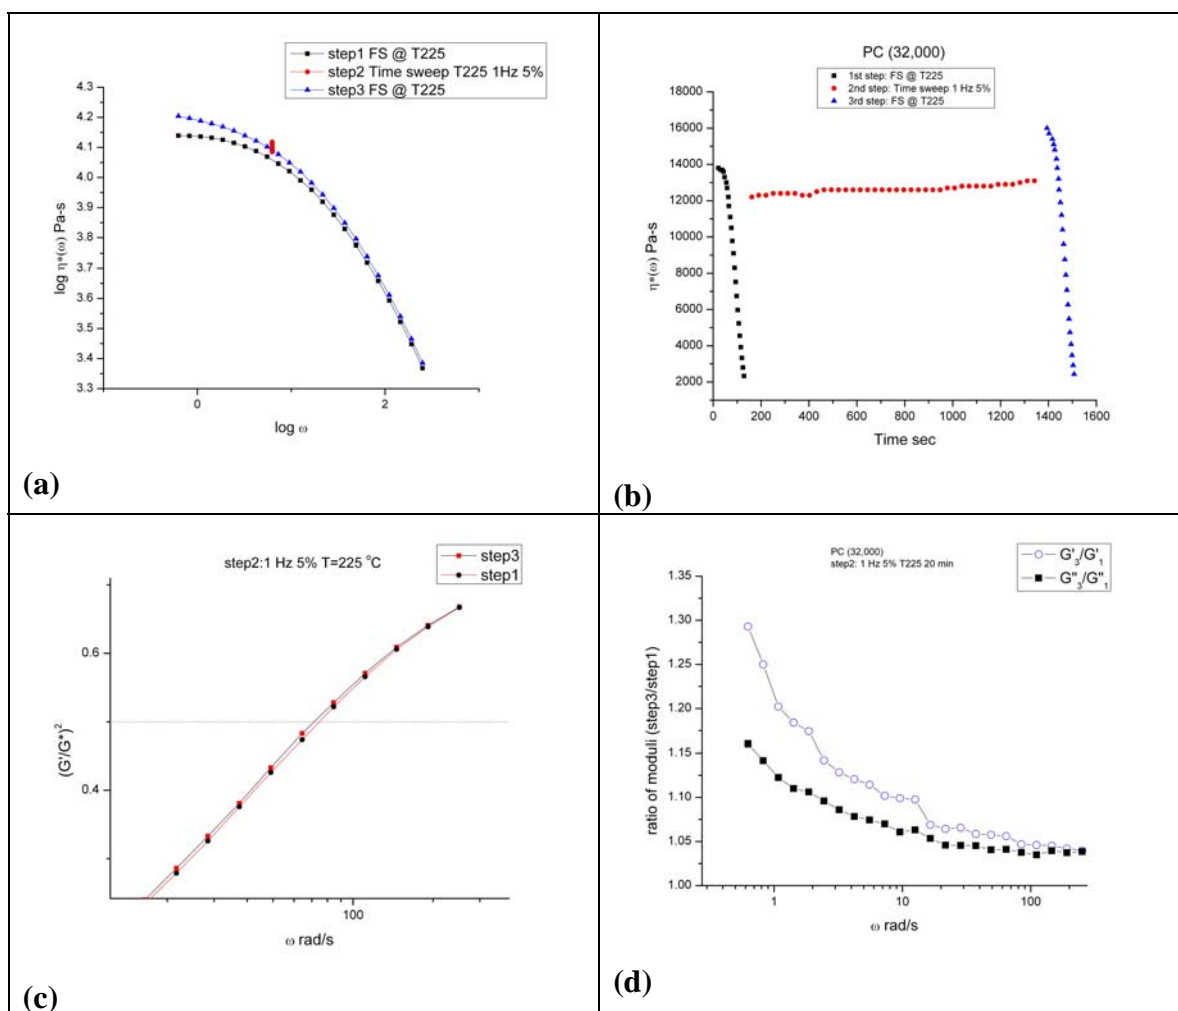 step1 FS @ T225
step2 Time sweep T225 1Hz 5%
step3 FS @ T225
4.3
4.2
4.1
4.0
3.9
3.8
3.7
3.6
3.5
3.4
3.3
log η*(ω) Pa-s
0
2
log ω
(a)
PC (32,000)
1st step: FS @ T225
2nd step: Time sweep 1 Hz 5%
3rd step: FS @ T225
18000
16000
14000
12000
10000
8000
6000
4000
2000
η*(ω) Pa-s
0 200 400 600 800 1000 1200 1400 1600
Time sec
(b)
step2:1 Hz 5% T=225 °C
step3
step1
0.6
0.4
(G'/G*)²
100
ω rad/s
(c)
PC (32,000)
step2: 1 Hz 5% T225 20 min
G'₃/G'₁
G"₃/G"₁
1.35
1.30
1.25
1.20
1.15
1.10
1.05
1.00
ratio of moduli (step3/step1)
1 10 100
ω rad/s
(d)